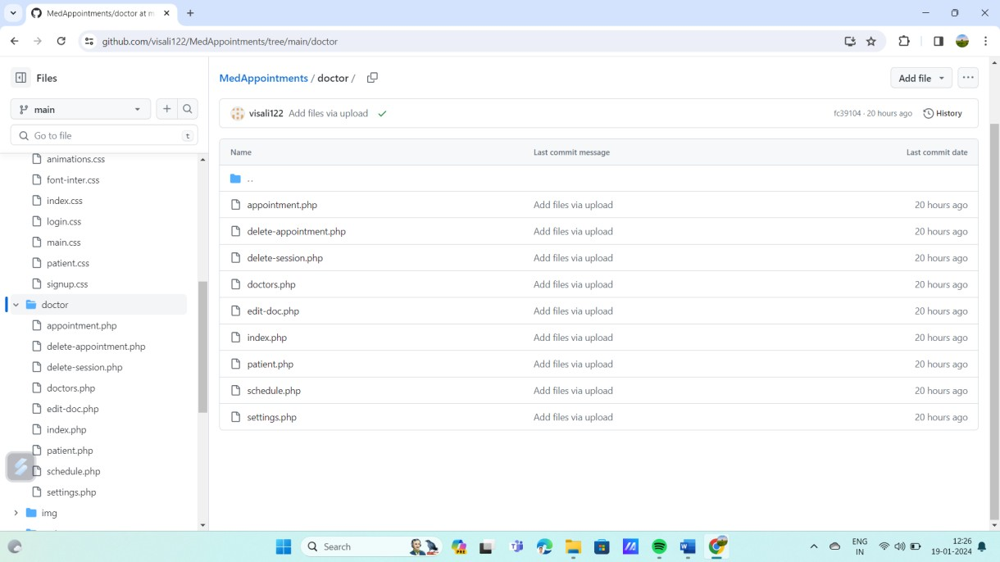 MedAppointments/doctor at m
github.com/visali122/MedAppointments/tree/main/doctor
Files
main
Go to file
t
animations.css
font-inter.css
index.css
login.css
main.css
patient.css
signup.css
doctor
appointment.php
delete-appointment.php
delete-session.php
doctors.php
edit-doc.php
index.php
patient.php
schedule.php
settings.php
img
MedAppointments / doctor /
Add file
visali122 Add files via upload
fc39104 · 20 hours ago
History
Name Last commit message Last commit date
..
appointment.php Add files via upload 20 hours ago
delete-appointment.php Add files via upload 20 hours ago
delete-session.php Add files via upload 20 hours ago
doctors.php Add files via upload 20 hours ago
edit-doc.php Add files via upload 20 hours ago
index.php Add files via upload 20 hours ago
patient.php Add files via upload 20 hours ago
schedule.php Add files via upload 20 hours ago
settings.php Add files via upload 20 hours ago
Search
PRE
ENG
IN
12:26
19-01-2024